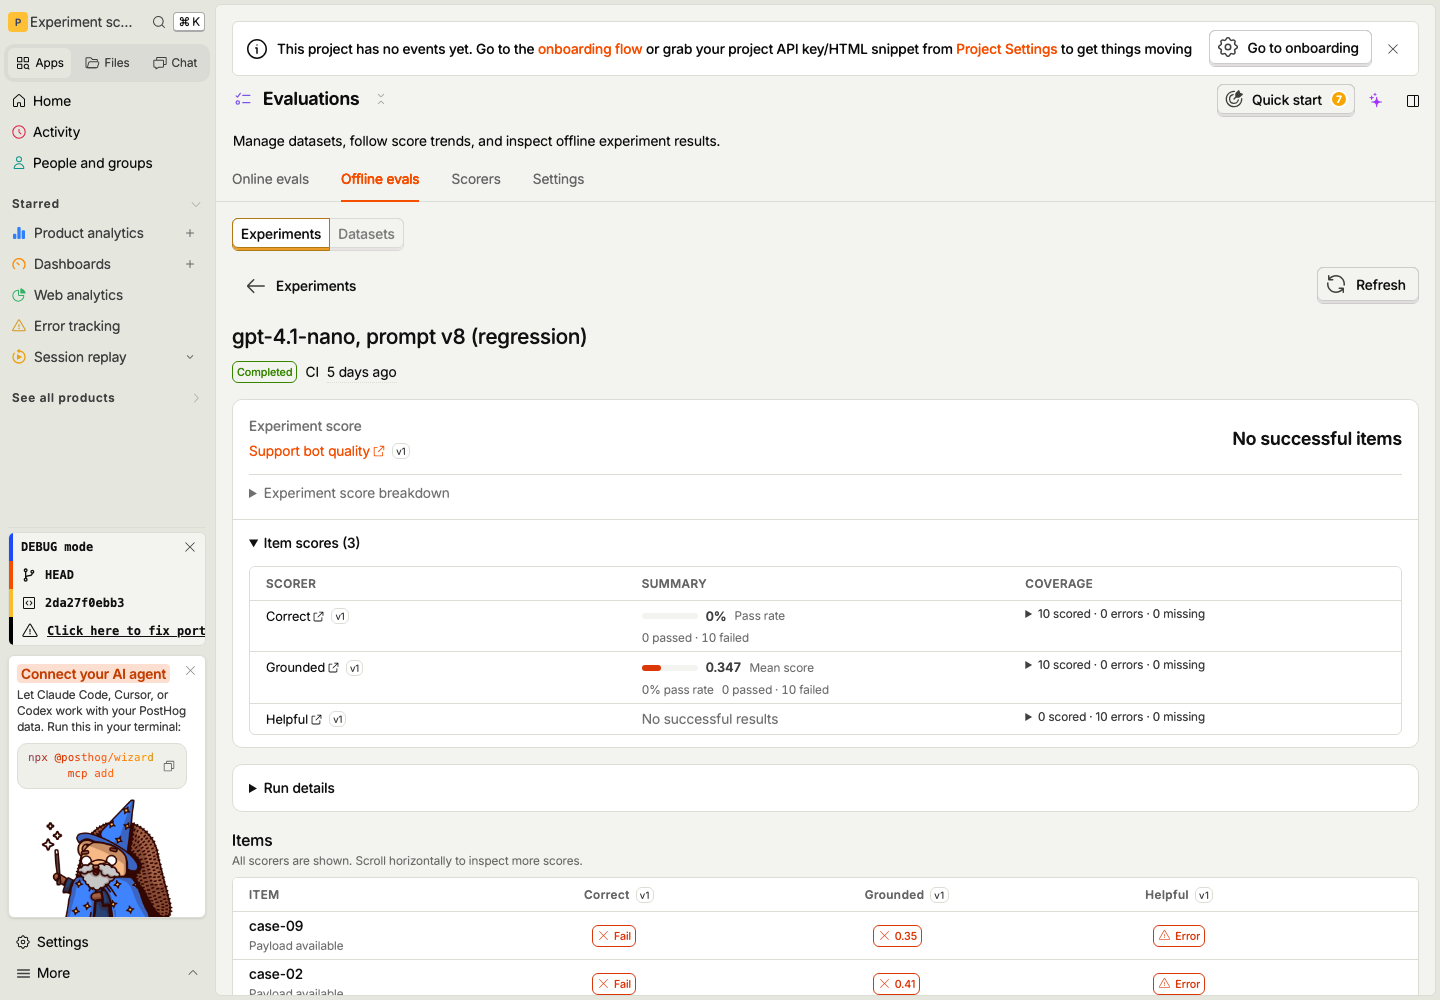 P Experiment sc... ⌘ K
Apps Files Chat
Home
Activity
People and groups
Starred
Product analytics
Dashboards
Web analytics
Error tracking
Session replay
See all products
DEBUG mode
HEAD
2da27f0ebb3
Click here to fix port
Connect your AI agent
Let Claude Code, Cursor, or
Codex work with your PostHog
data. Run this in your terminal:
npx @posthog/wizard
mcp add
Settings
More
This project has no events yet. Go to the onboarding flow or grab your project API key/HTML snippet from Project Settings to get things moving
Go to onboarding
Evaluations
Quick start 7
Manage datasets, follow score trends, and inspect offline experiment results.
Online evals Offline evals Scorers Settings
Experiments Datasets
Experiments
Refresh
gpt-4.1-nano, prompt v8 (regression)
Completed CI 5 days ago
Experiment score
Support bot quality v1
No successful items
Experiment score breakdown
Item scores (3)
SCORER SUMMARY COVERAGE
Correct v1 0% Pass rate 10 scored · 0 errors · 0 missing
0 passed · 10 failed
Grounded v1 0.347 Mean score 10 scored · 0 errors · 0 missing
0% pass rate 0 passed · 10 failed
Helpful v1 No successful results 0 scored · 10 errors · 0 missing
Run details
Items
All scorers are shown. Scroll horizontally to inspect more scores.
ITEM Correct v1 Grounded v1 Helpful v1
case-09 Fail 0.35 Error
Payload available
case-02 Fail 0.41 Error
Payload available